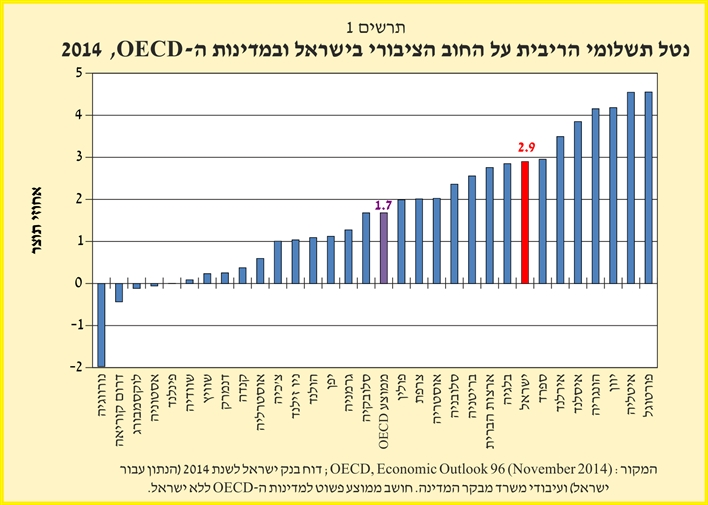 תרשים 1
נטל תשלומי הריבית על החוב הציבורי בישראל ובמדינות ה-OECD, 2014
אחוזי תוצר
5
4
3
2
1
0
-1
-2
1.7
2.9
נורווגיה
דרום קוריאה
לוקסמבורג
אסטוניה
פינלנד
שוודיה
שוויץ
דנמרק
קנדה
אוסטרליה
צ'כיה
ניו זילנד
הולנד
יפן
גרמניה
סלובקיה
ממוצע OECD
פולין
צרפת
אוסטריה
סלבניה
בריטניה
ארצות חברית
בלגיה
ישראל
ספרד
אירלנד
איסלנד
הונגריה
יוון
איטליה
פורטוגל
המקור: OECD, Economic Outlook 96 (November 2014); דוח בנק ישראל לשנת 2014 (הנתון עבור
ישראל) ועיבודי משרד מבקר המדינה. חושב ממוצע פשוט למדינות ה-OECD ללא ישראל.